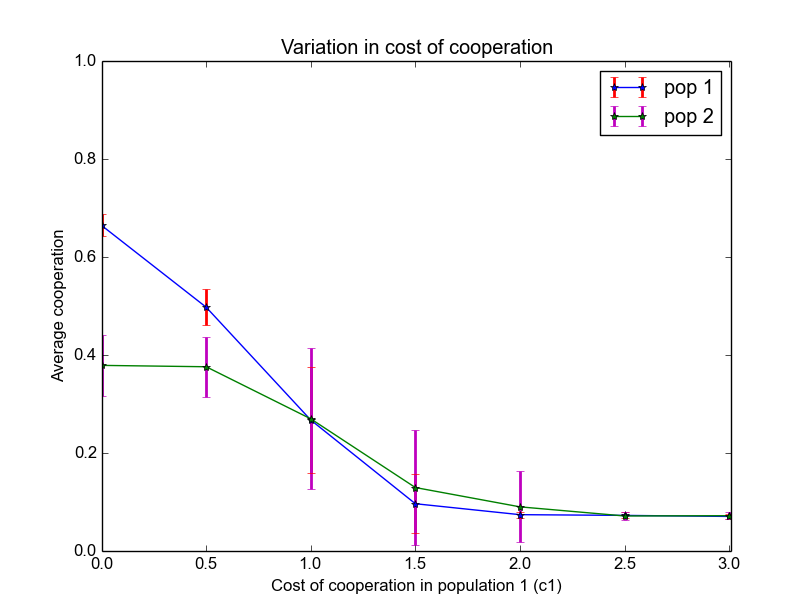 Variation in cost of cooperation
pop 1
pop 2
Average cooperation
1.0
0.8
0.6
0.4
0.2
0.0
0.0 0.5 1.0 1.5 2.0 2.5 3.0
Cost of cooperation in population 1 (c1)